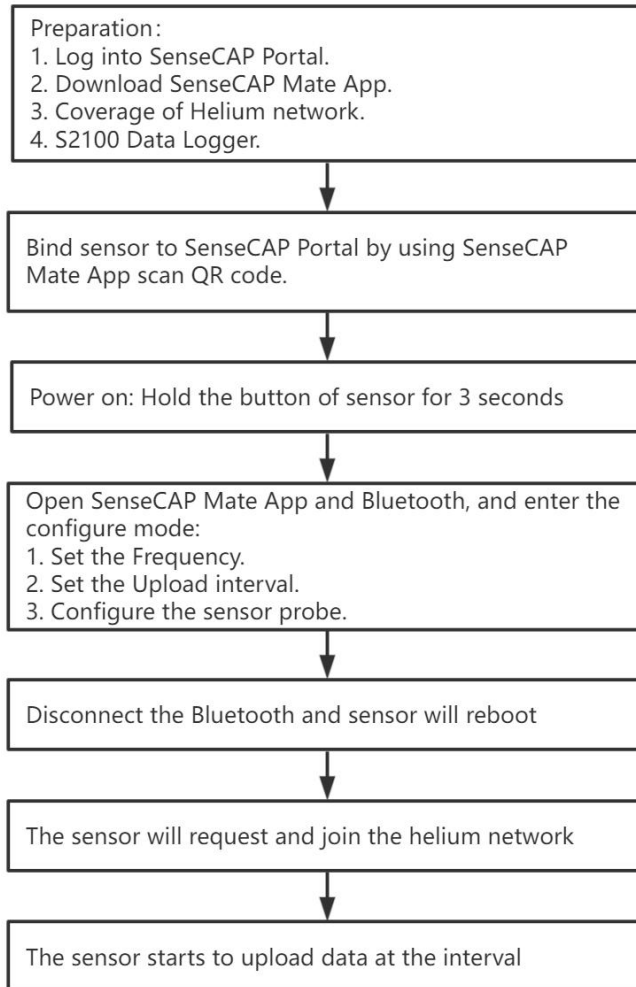 Preparation：
1. Log into SenseCAP Portal.
2. Download SenseCAP Mate App.
3. Coverage of Helium network.
4. S2100 Data Logger.
Bind sensor to SenseCAP Portal by using SenseCAP
Mate App scan QR code.
Power on: Hold the button of sensor for 3 seconds
Open SenseCAP Mate App and Bluetooth, and enter the
configure mode:
1. Set the Frequency.
2. Set the Upload interval.
3. Configure the sensor probe.
Disconnect the Bluetooth and sensor will reboot
The sensor will request and join the helium network
The sensor starts to upload data at the interval